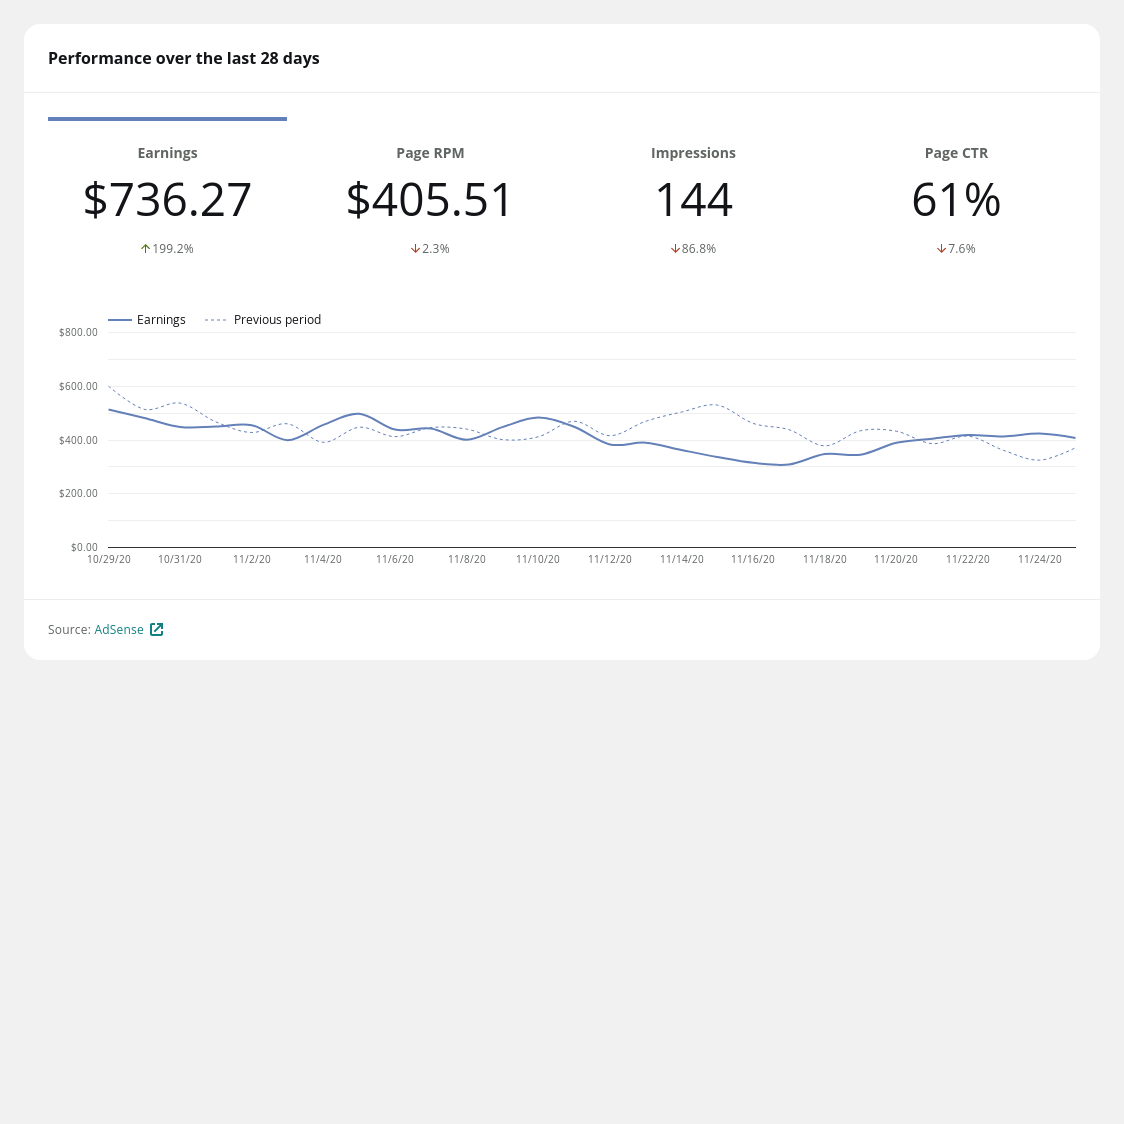 Performance over the last 28 days
Earnings
$736.27
199.2%
Page RPM
$405.51
2.3%
Impressions
144
86.8%
Page CTR
61%
7.6%
Earnings Previous period
$800.00
$600.00
$400.00
$200.00
$0.00
10/29/20 10/31/20 11/2/20 11/4/20 11/6/20 11/8/20 11/10/20 11/12/20 11/14/20 11/16/20 11/18/20 11/20/20 11/22/20 11/24/20
Source: AdSense